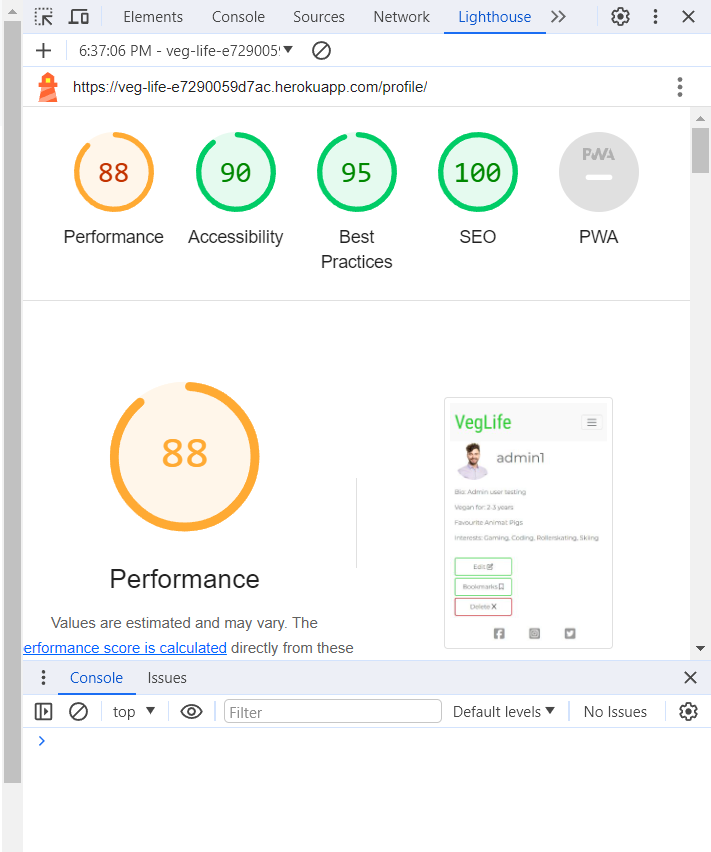 Elements Console Sources Network Lighthouse
6:37:06 PM - veg-life-e729005
https://veg-life-e7290059d7ac.herokuapp.com/profile/
88 90 95 100 PWA
Performance Accessibility Best Practices SEO PWA
88
Performance
Values are estimated and may vary. The
erformance score is calculated directly from these
VegLife
admin1
Bio: Admin user testing
Vegan for: 2-3 years
Favourite Animal: Pigs
Interests: Gaming, Coding, Rollerskating, Skiing
Edit
Bookmarks
Delete
Console Issues
top Filter Default levels No Issues